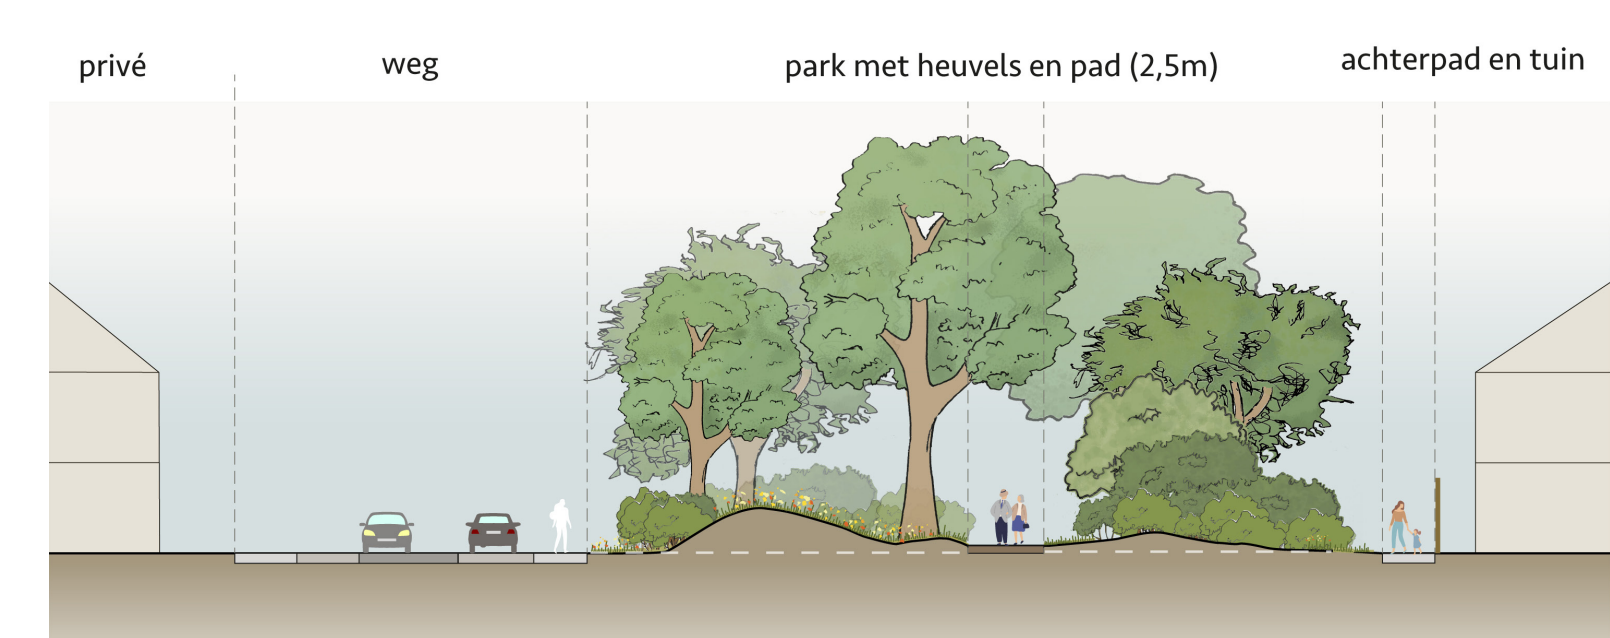 privé
weg
park met heuvels en pad (2,5m)
achterpad en tuin